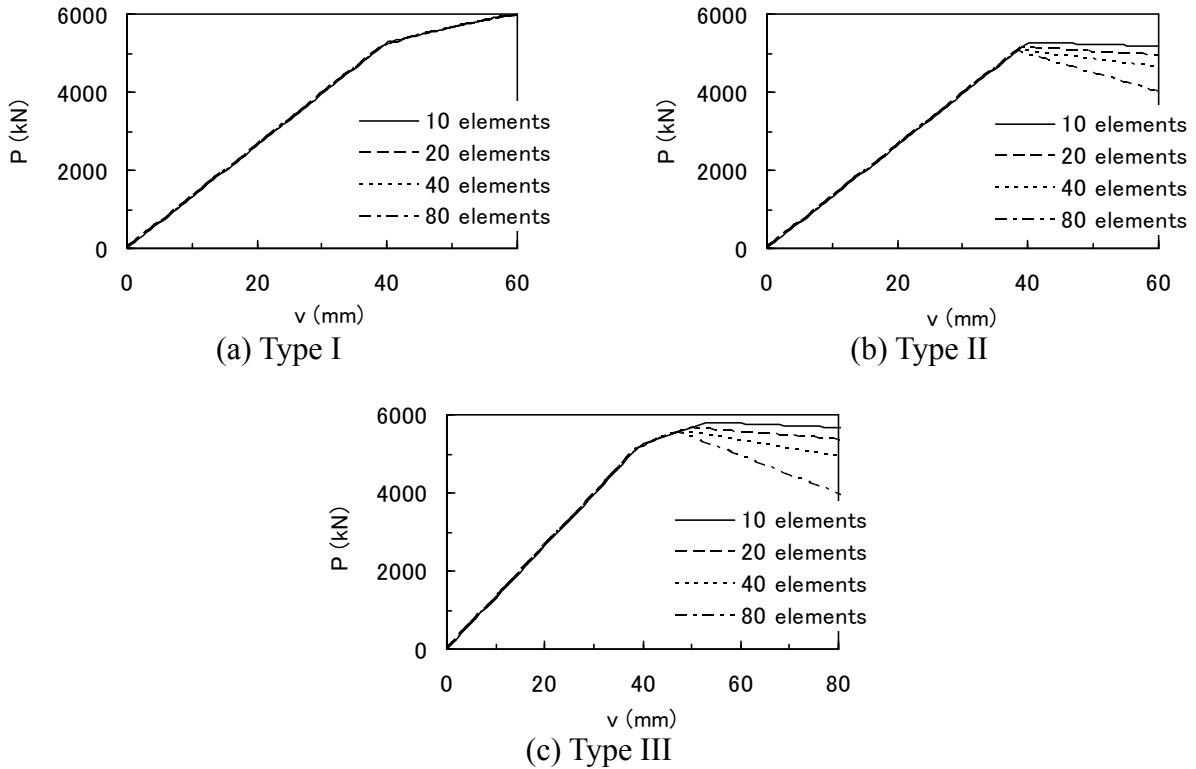 6000
4000
2000
0
P (kN)
10 elements
20 elements
40 elements
80 elements
0 20 40 60
v (mm)
(a) Type I
6000
4000
2000
0
P (kN)
10 elements
20 elements
40 elements
80 elements
0 20 40 60
v (mm)
(b) Type II
6000
4000
2000
0
P (kN)
10 elements
20 elements
40 elements
80 elements
0 20 40 60 80
v (mm)
(c) Type III